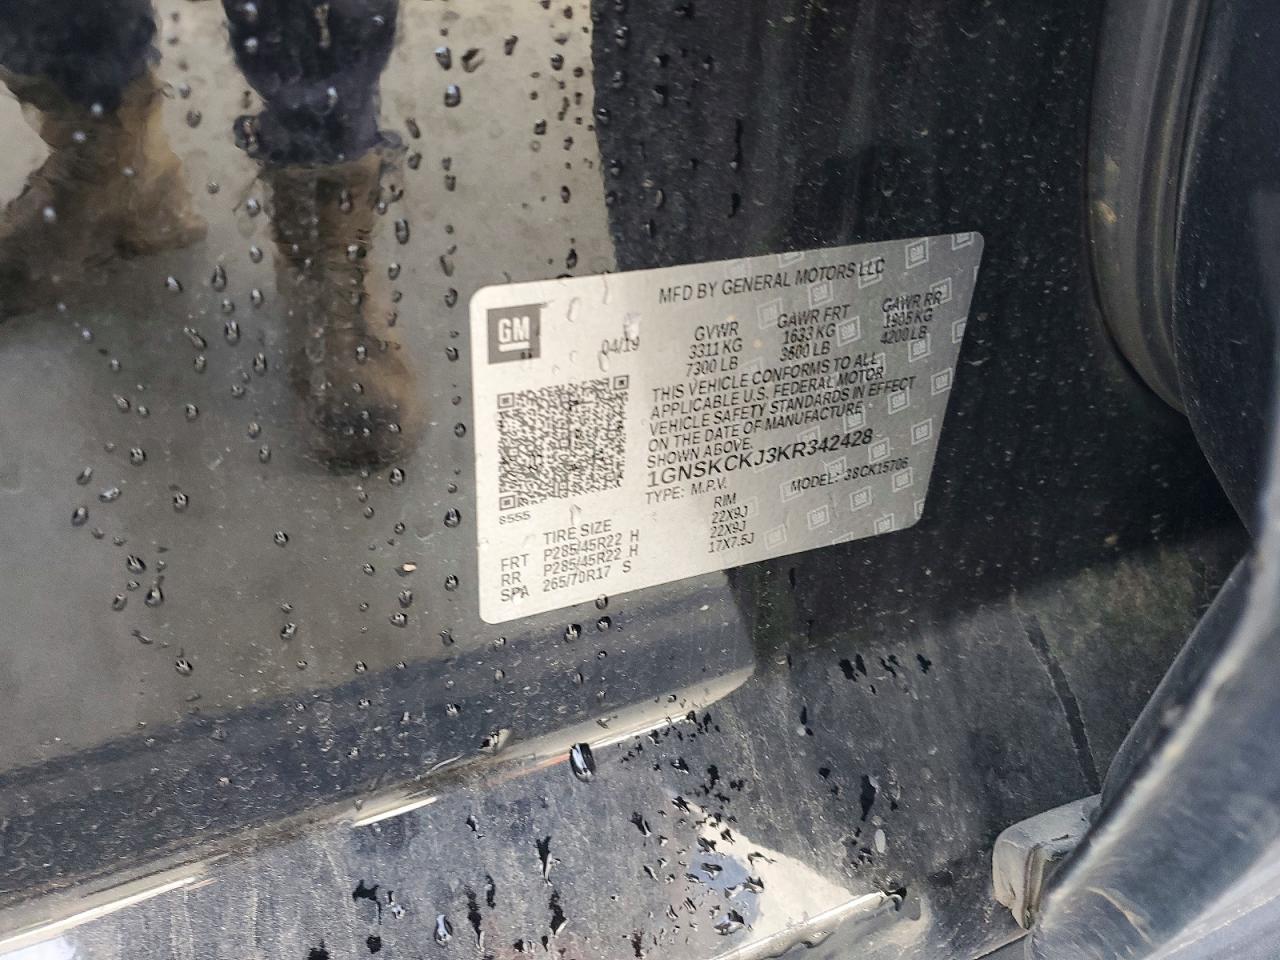 GM
MFD BY GENERAL MOTORS LLC
04/19
GVWR GAWR FRT GAWR RR
3311 KG 1633 KG 1905 KG
7300 LB 3600 LB 4200 LB
THIS VEHICLE CONFORMS TO ALL
APPLICABLE U.S. FEDERAL MOTOR
VEHICLE SAFETY STANDARDS IN EFFECT
ON THE DATE OF MANUFACTURE
SHOWN ABOVE.
1GNSKCKJ3KR342428
TYPE: M.P.V. MODEL: 38CK15706
8555
TIRE SIZE RIM
FRT P285/45R22 H 22X9J
RR P285/45R22 H 22X9J
SPA 265/70R17 S 17X7.5J